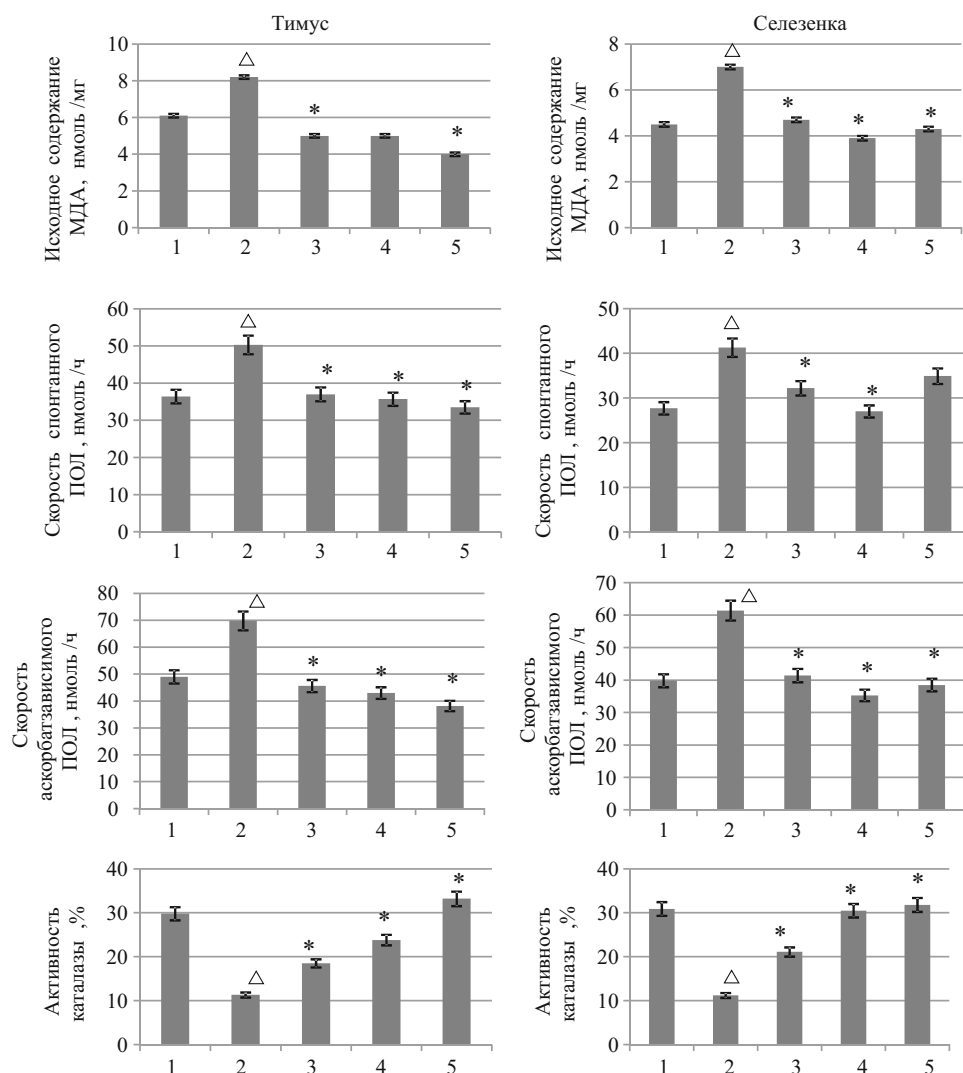 Тимус
Исходное содержание
МДА, нмоль /мг
10
8
6
4
2
0
△
*
*
1 2 3 4 5
Селезенка
8
6
4
2
0
△
*
*
*
1 2 3 4 5
Скорость спонтанного
ПОЛ, нмоль /ч
60
50
40
30
20
10
0
△
*
*
*
1 2 3 4 5
Скорость спонтанного
ПОЛ, нмоль /ч
Исходное содержание
МДА, нмоль /мг
50
40
30
20
10
0
△
*
*
1 2 3 4 5
Скорость
аскорбатзависимого
ПОЛ, нмоль /ч
80
70
60
50
40
30
20
10
0
△
*
*
*
1 2 3 4 5
Скорость
аскорбатзависимого
ПОЛ, нмоль /ч
70
60
50
40
30
20
10
0
△
*
*
*
1 2 3 4 5
Активность
каталазы ,%
40
30
20
10
0
△
*
*
*
1 2 3 4 5
Активность
каталазы ,%
40
30
20
10
0
△
*
*
*
1 2 3 4 5